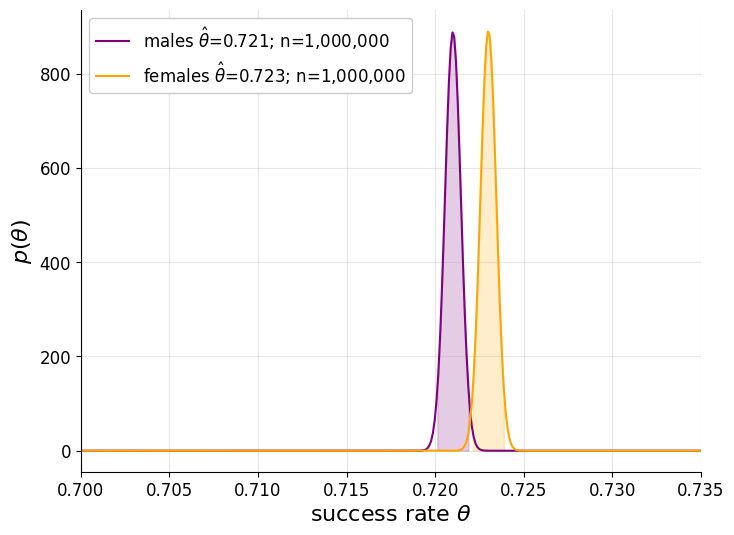 males θ̂=0.721; n=1,000,000
females θ̂=0.723; n=1,000,000
p(θ)
800
600
400
200
0
0.700 0.705 0.710 0.715 0.720 0.725 0.730 0.735
success rate θ